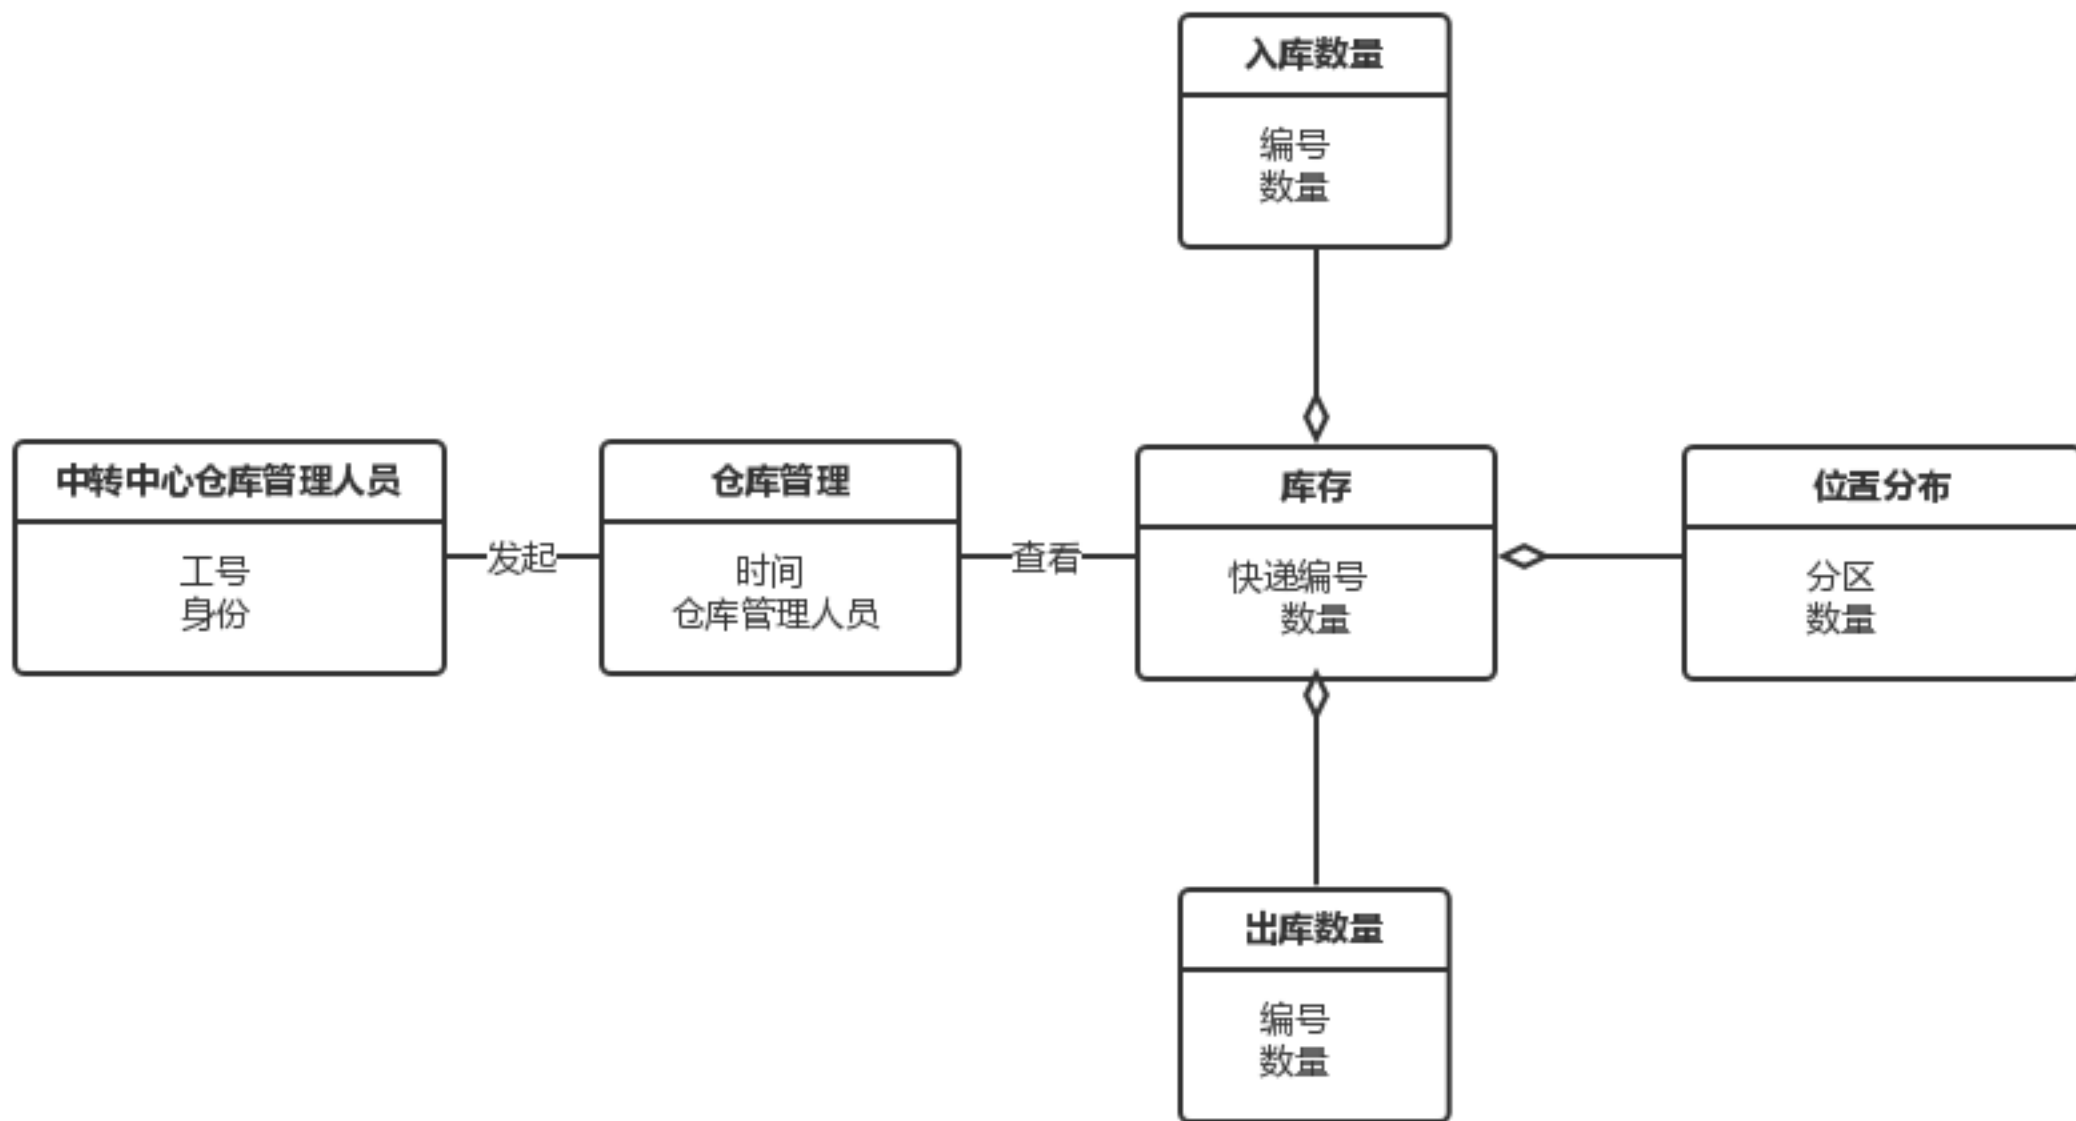 入库数量
编号
数量
中转中心仓库管理人员
工号
身份
发起
仓库管理
时间
仓库管理人员
查看
库存
快递编号
数量
位置分布
分区
数量
出库数量
编号
数量